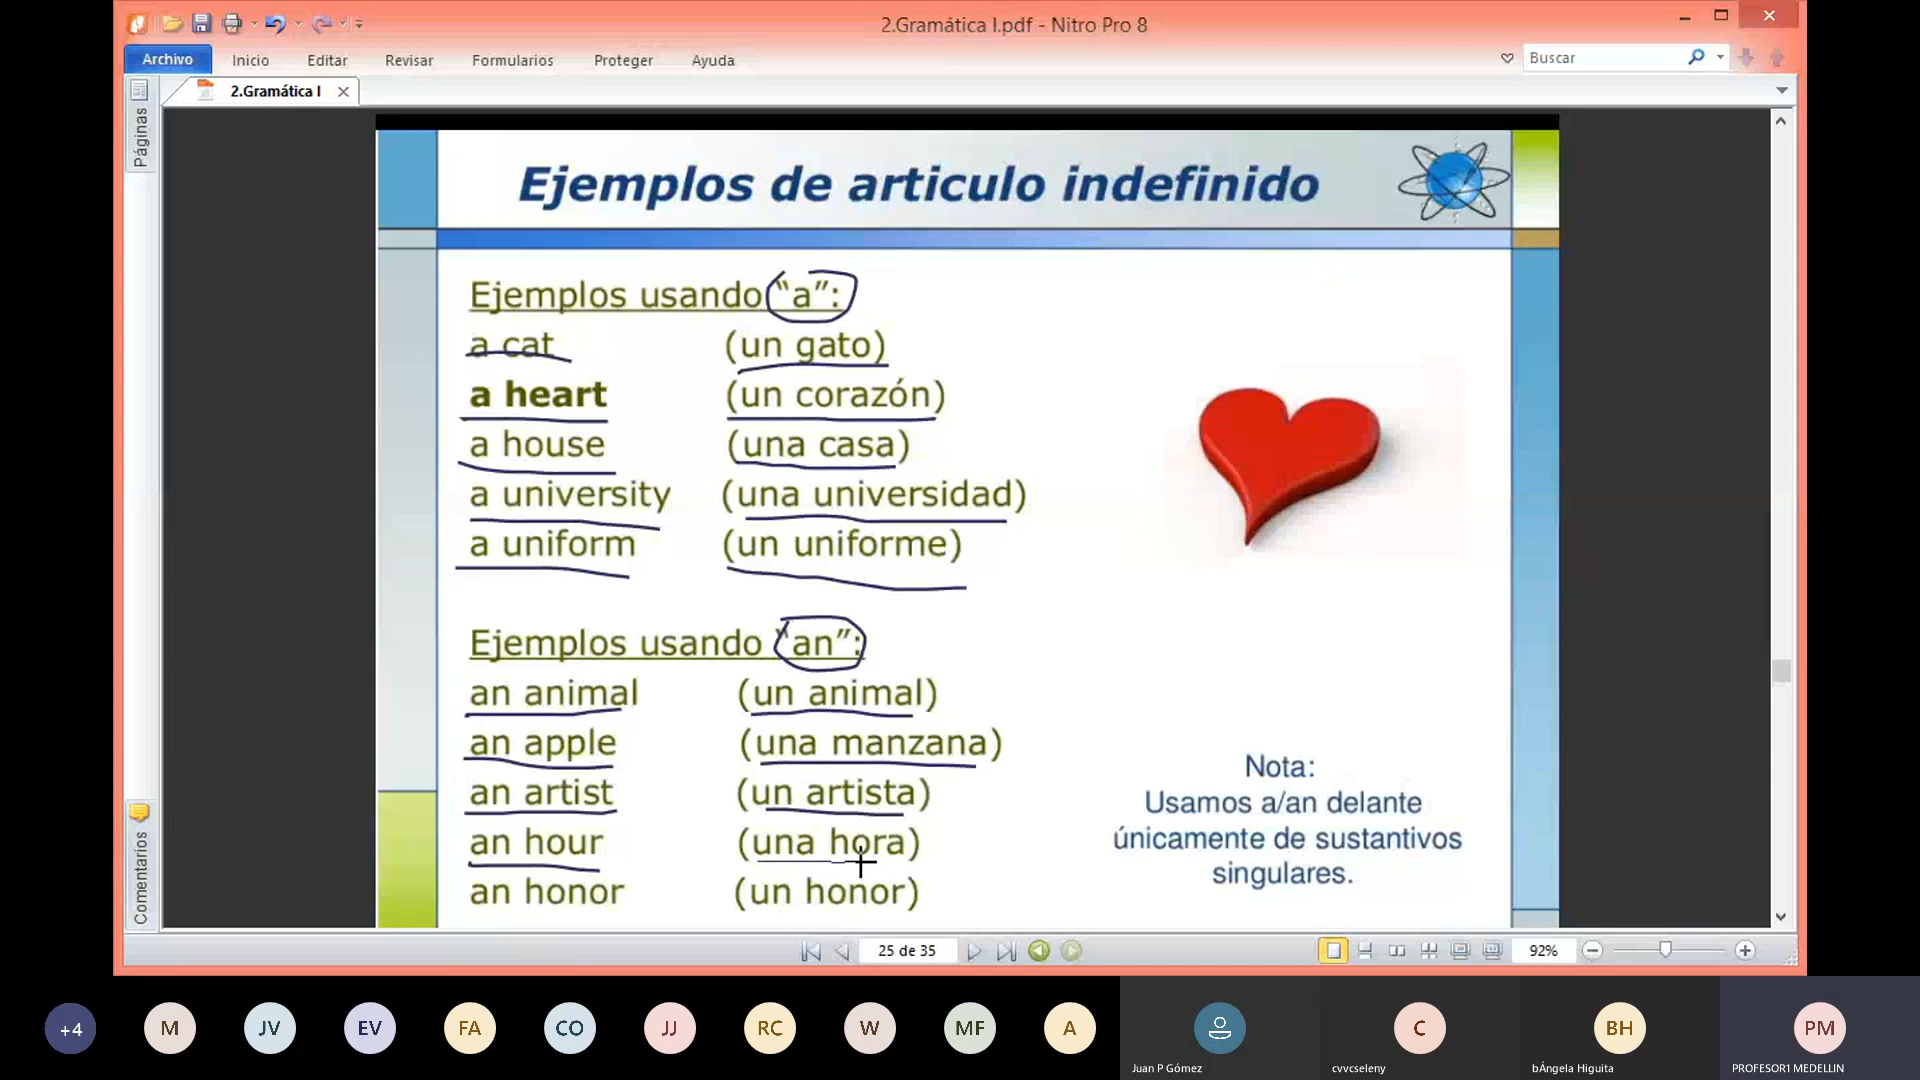 2.Gramática I.pdf - Nitro Pro 8
Archivo Inicio Editar Revisar Formularios Proteger Ayuda Buscar
2.Gramática I
Páginas
Ejemplos de articulo indefinido
Ejemplos usando “a”:
a cat (un gato)
a heart (un corazón)
a house (una casa)
a university (una universidad)
a uniform (un uniforme)
Ejemplos usando “an”:
an animal (un animal)
an apple (una manzana)
an artist (un artista)
an hour (una hora)
an honor (un honor)
Nota:
Usamos a/an delante
únicamente de sustantivos
singulares.
Comentarios
25 de 35 92%
+4 M JV EV FA CO JJ RC W MF A C BH PM
Juan P Gómez cvvcseleny bÁngela Higuita PROFESOR1 MEDELLIN